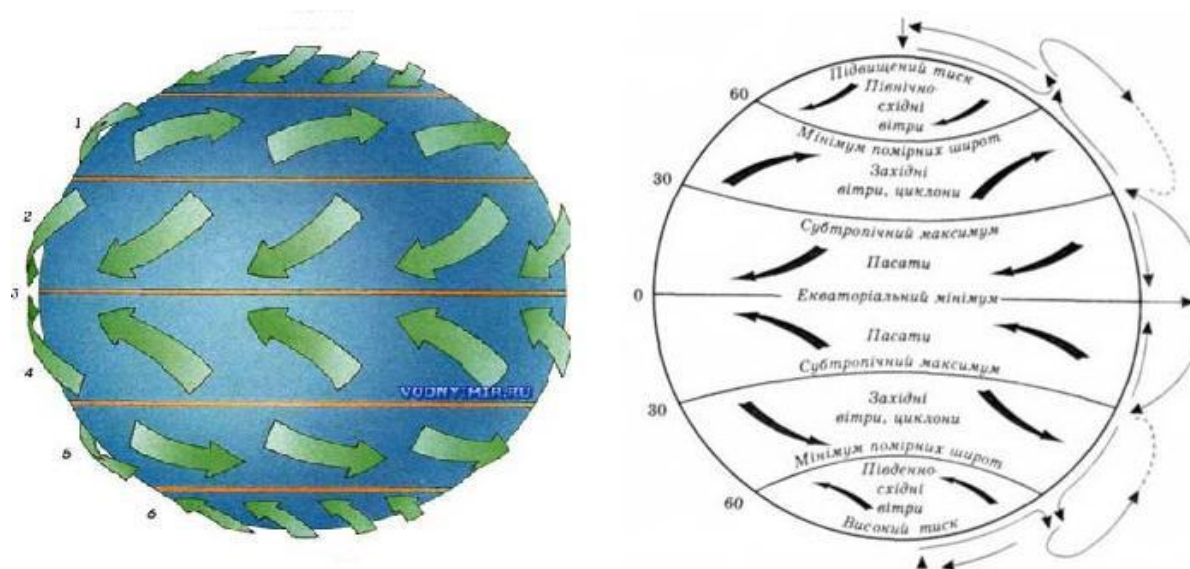 1
2
3
4
5
6
VODNY.MIR.RU
Підвищений тиск
60
Північно-
східні
вітри
Мінімум помірних широт
30
Західні
вітри, циклони
Субтропічний максимум
Пасати
0
Екваторіальний мінімум
Пасати
Субтропічний максимум
30
Західні
вітри, циклони
Мінімум помірних широт
60
Південно-
східні
вітри
Високий тиск